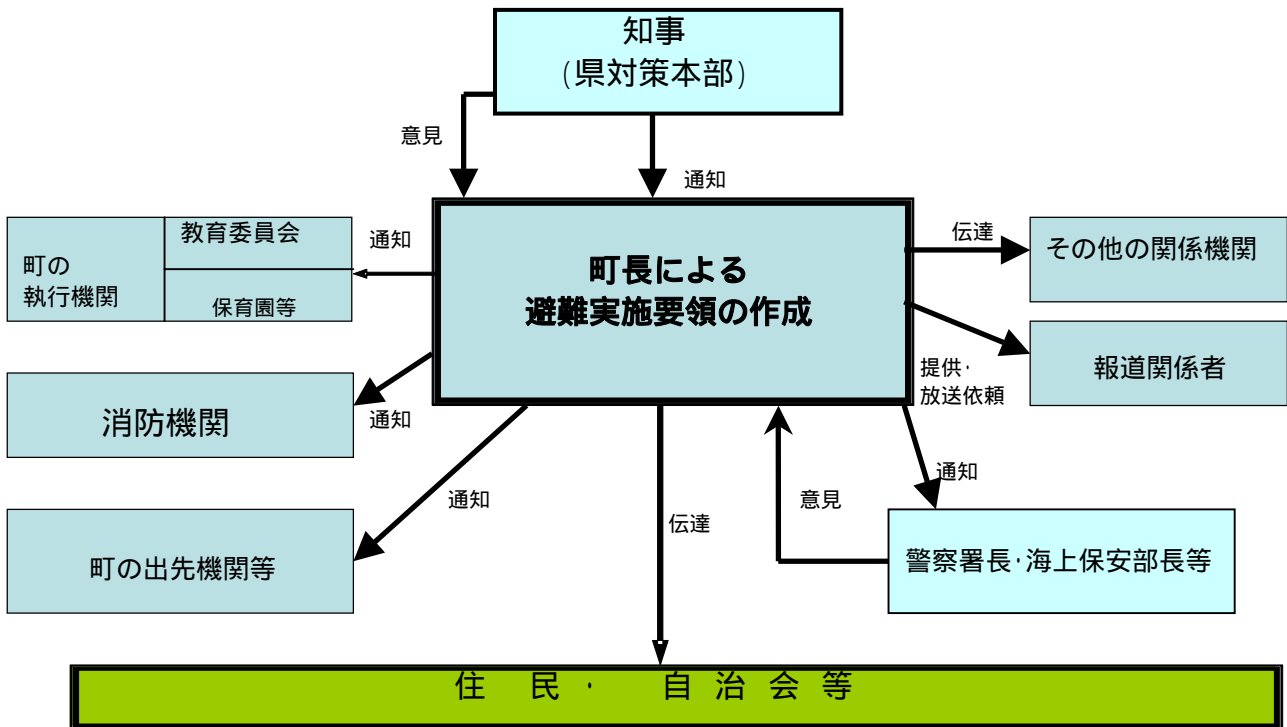 知事
(県対策本部)
意見
通知
町の
執行機関
教育委員会
保育園等
通知
町長による
避難実施要領の作成
伝達
その他の関係機関
消防機関
通知
提供・
放送依頼
報道関係者
町の出先機関等
通知
伝達
意見
通知
警察署長・海上保安部長等
住 民・ 自 治 会 等